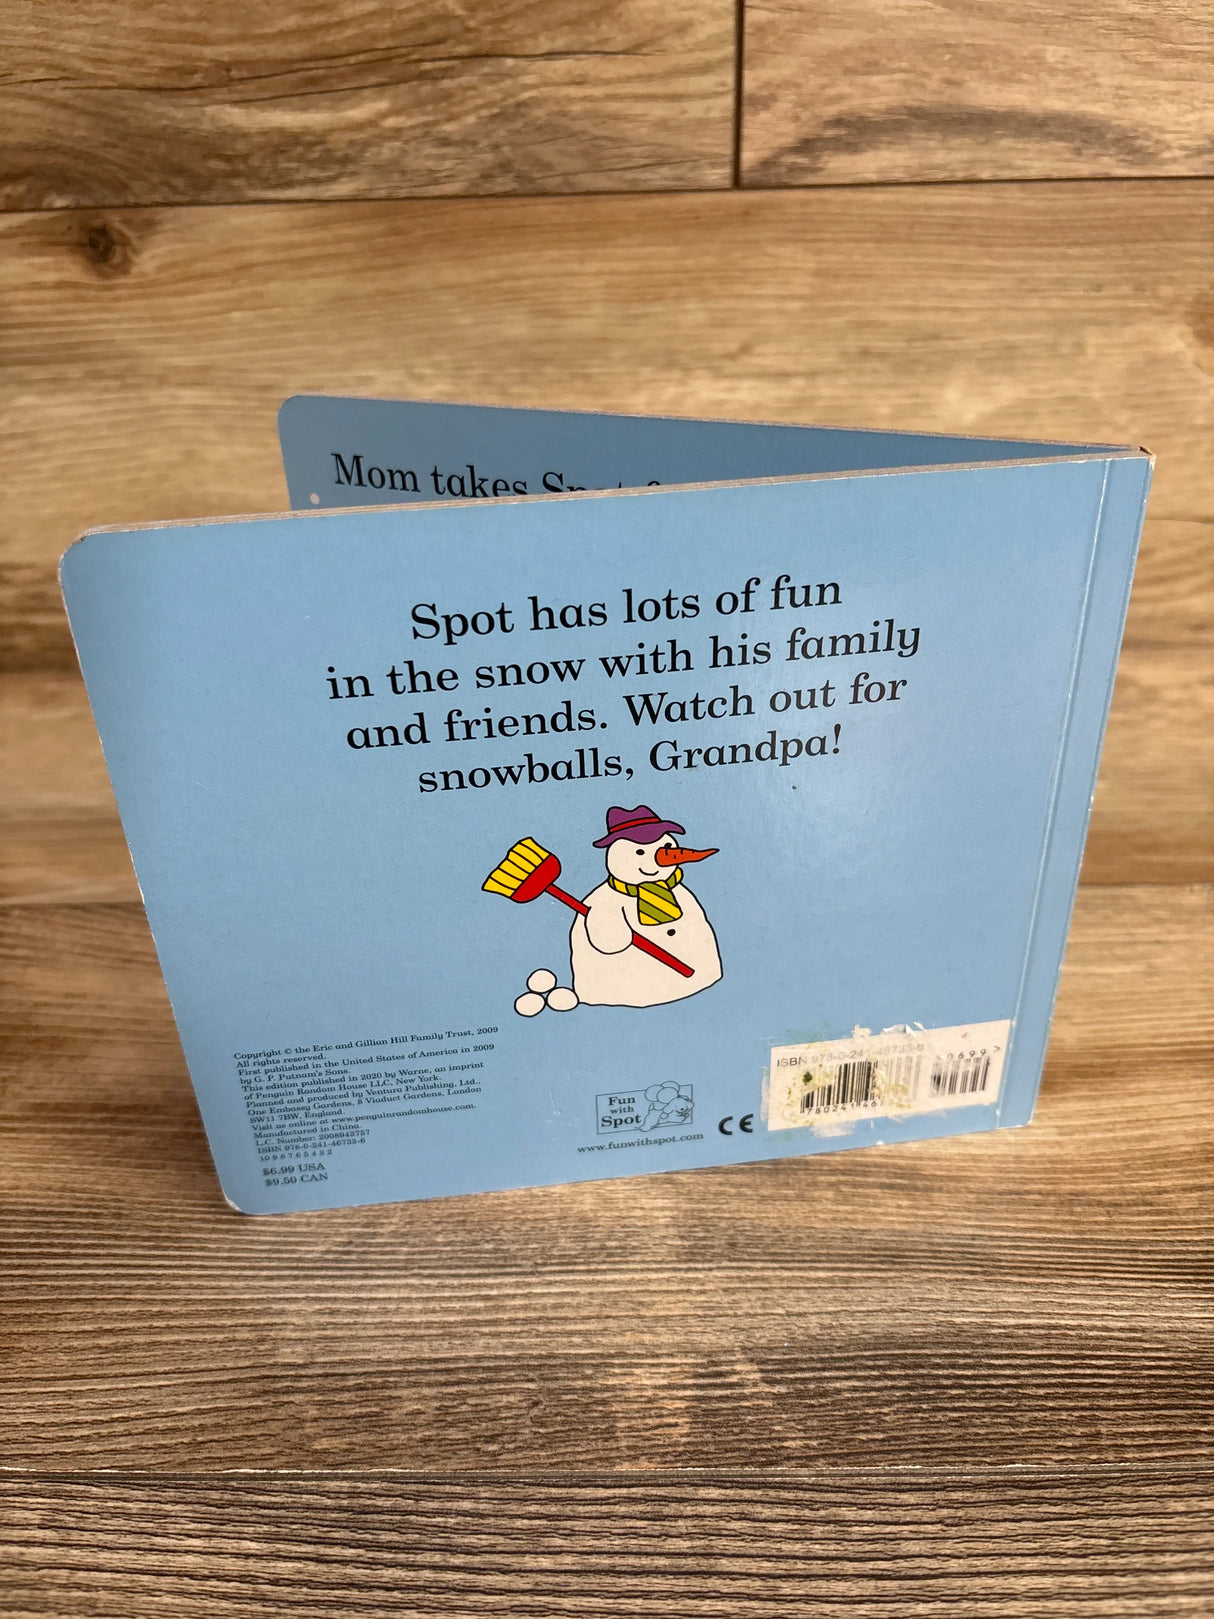 Mom takes
Spot has lots of fun
in the snow with his family
and friends. Watch out for
snowballs, Grandpa!
Copyright © the Eric and Gillian Hill Family Trust, 2009
All rights reserved.
First published in the United States of America in 2009
by G. P. Putnam's Sons.
This edition published in 2020 by Warne, an imprint
of Penguin Random House LLC, New York.
Planned and produced by Ventura Publishing, Ltd.,
One Embassy Gardens, 8 Viaduct Gardens, London
SW11 7BW, England.
Visit us online at www.penguinrandomhouse.com.
Manufactured in China.
L.C. Number: 2008943757
ISBN 978-0-241-46733-6
10 9 8 7 6 5 4 3 2
$6.99 USA
$9.50 CAN
Fun
with
Spot
www.funwithspot.com
CE
ISBN 978-0-241-46733-6